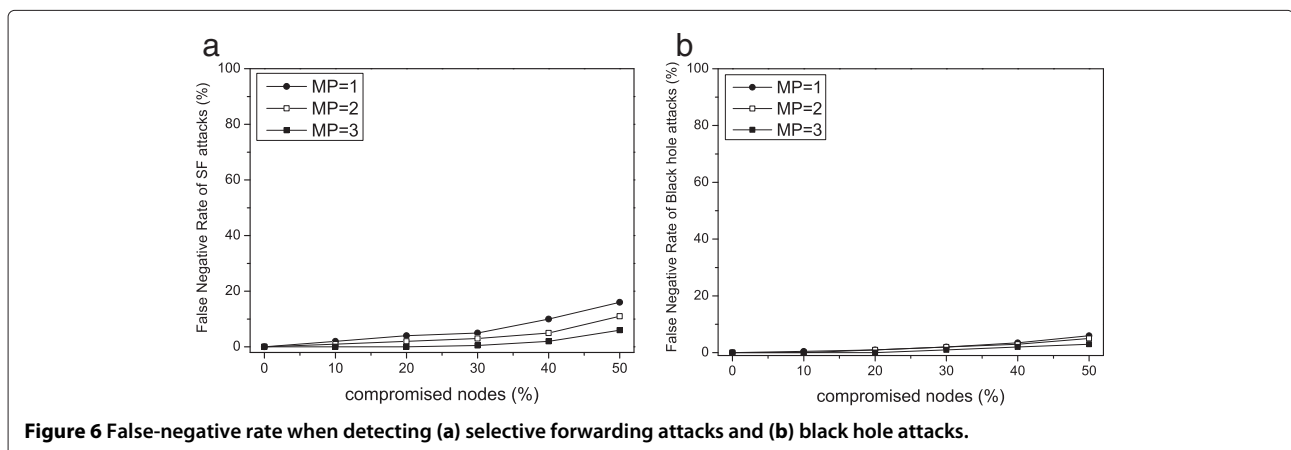 a
False Negative Rate of SF attacks (%)
100
80
60
40
20
0
MP=1
MP=2
MP=3
0 10 20 30 40 50
compromised nodes (%)
b
False Negative Rate of Black hole attacks (%)
100
80
60
40
20
0
MP=1
MP=2
MP=3
0 10 20 30 40 50
compromised nodes (%)
Figure 6 False-negative rate when detecting (a) selective forwarding attacks and (b) black hole attacks.